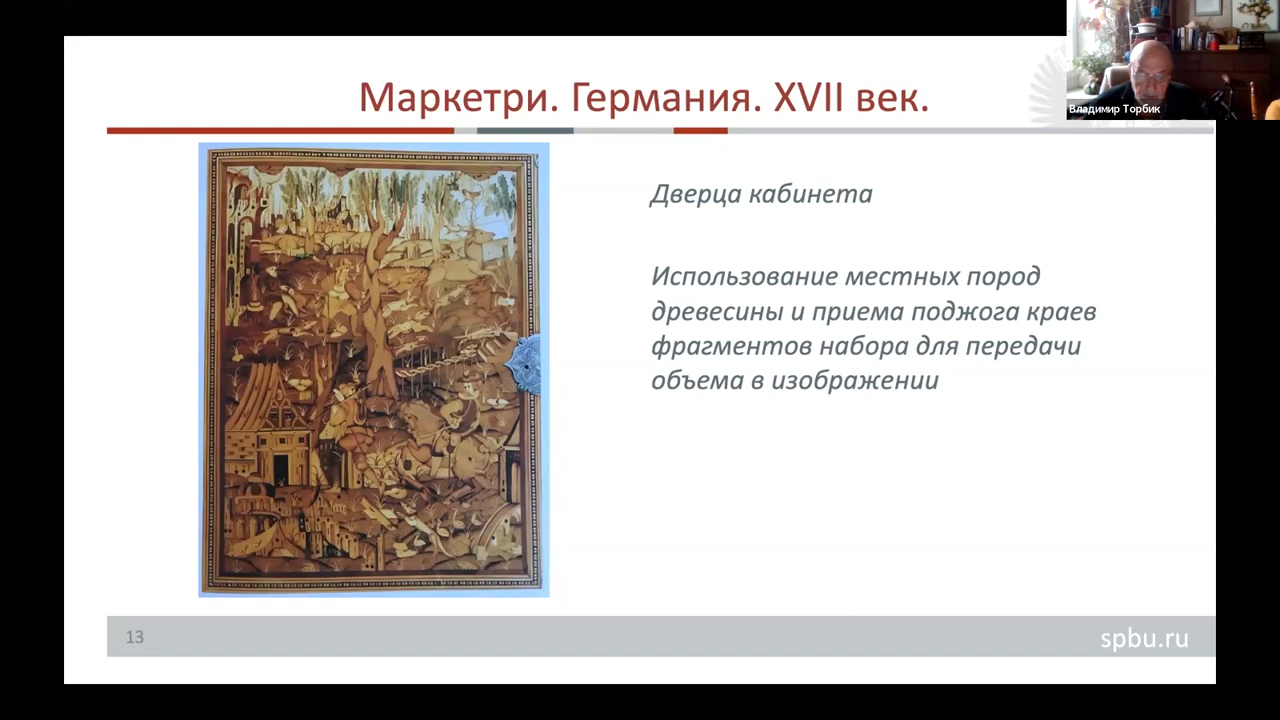 Маркетри. Германия. XVII век.
Владимир Торбик
Дверца кабинета
Использование местных пород
древесины и приема поджога краев
фрагментов набора для передачи
объема в изображении
13
spbu.ru